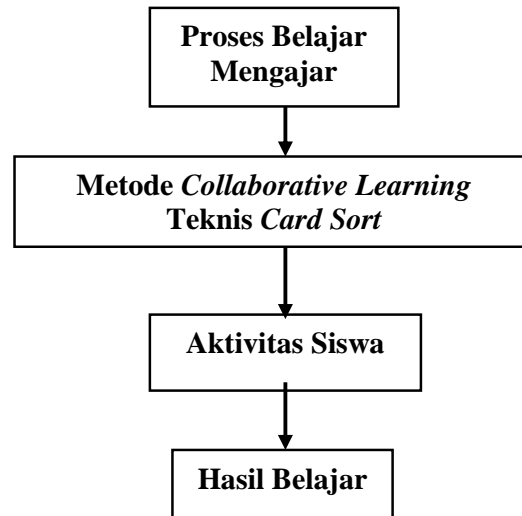 Proses Belajar
Mengajar
Metode Collaborative Learning
Teknis Card Sort
Aktivitas Siswa
Hasil Belajar